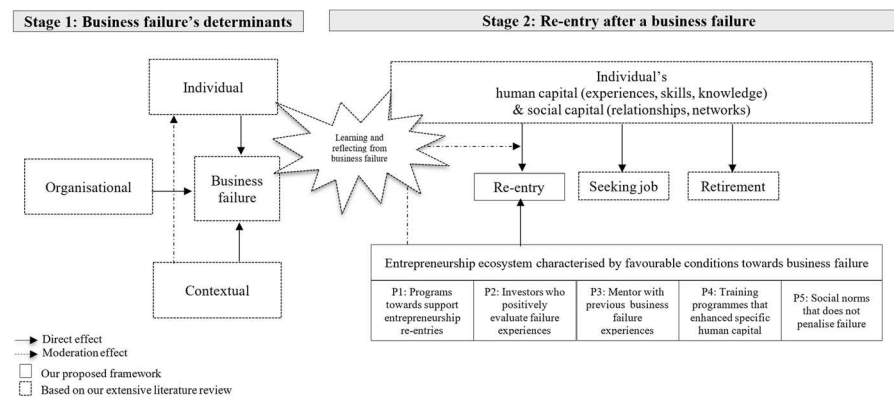 Stage 1: Business failure's determinants
Stage 2: Re-entry after a business failure
Individual
Organisational
Business
failure
Contextual
Learning and
reflecting from
business failure
Individual's
human capital (experiences, skills, knowledge)
& social capital (relationships, networks)
Re-entry
Seeking job
Retirement
Entrepreneurship ecosystem characterised by favourable conditions towards business failure
P1: Programs
towards support
entrepreneurship
re-entries
P2: Investors who
positively
evaluate failure
experiences
P3: Mentor with
previous business
failure
experiences
P4: Training
programmes that
enhanced specific
human capital
P5: Social norms
that does not
penalise failure
Direct effect
Moderation effect
Our proposed framework
Based on our extensive literature review